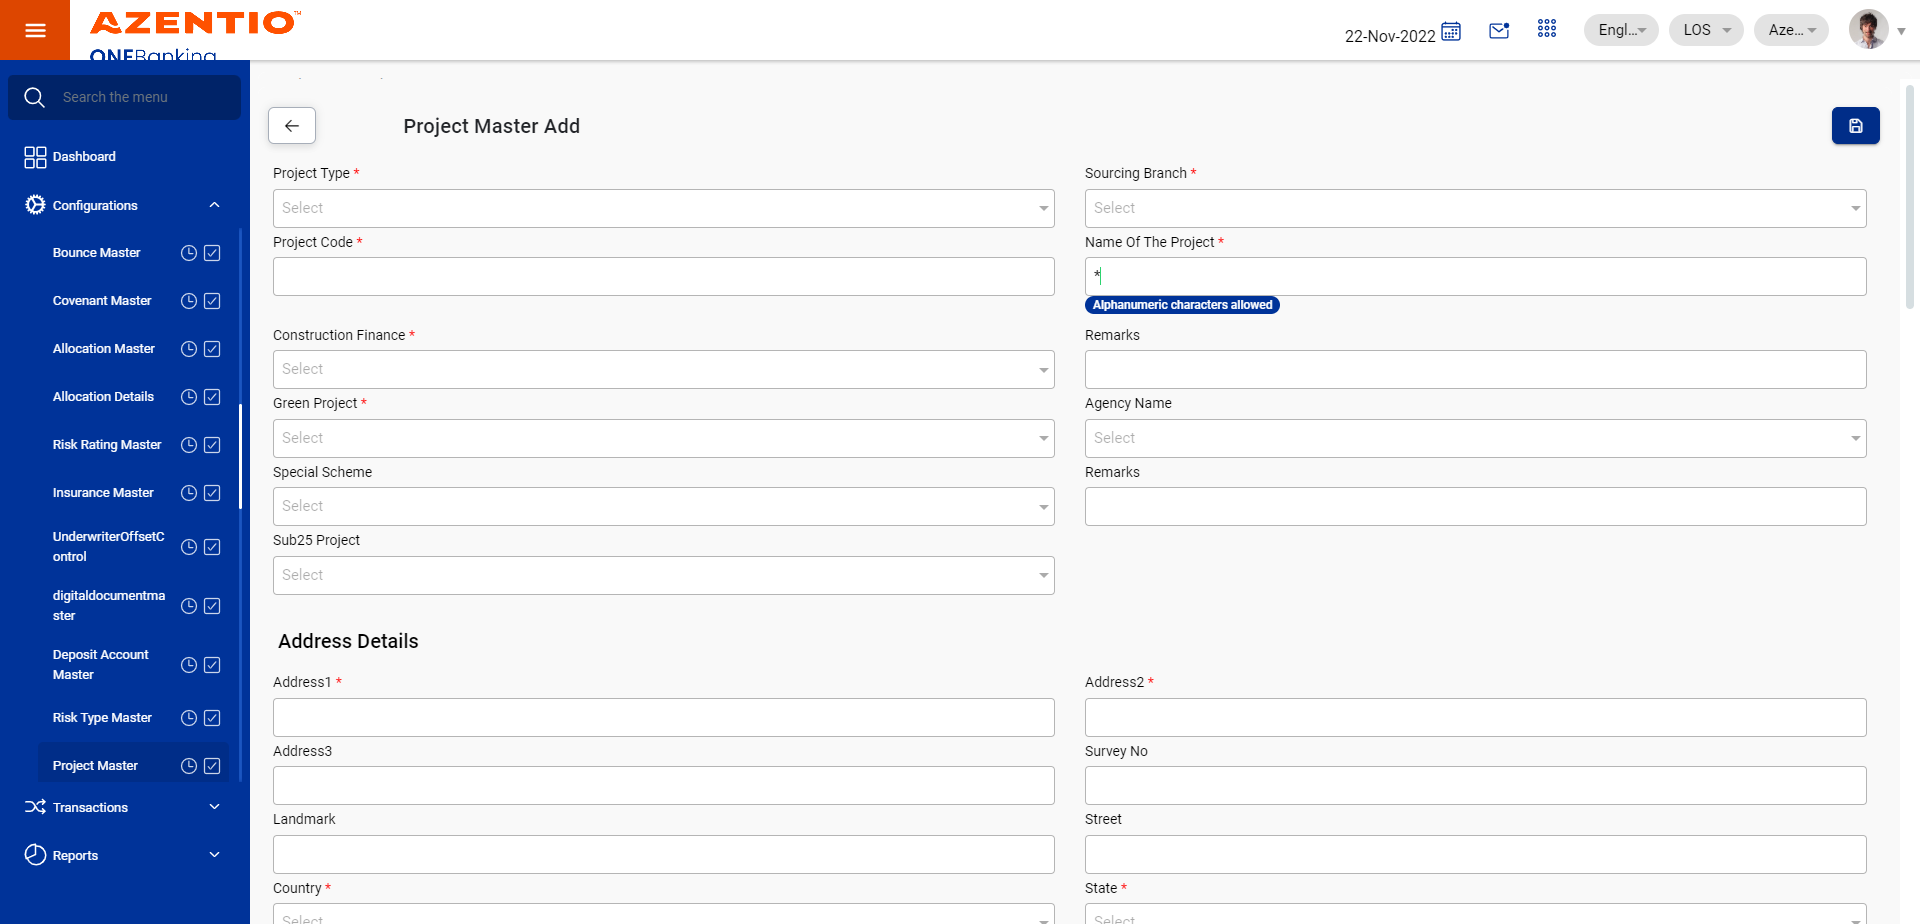 AZENTIO™
ONEBanking
22-Nov-2022
Engl...
LOS
Aze...
Search the menu
Dashboard
Configurations
Bounce Master
Covenant Master
Allocation Master
Allocation Details
Risk Rating Master
Insurance Master
UnderwriterOffsetC
ontrol
digitaldocumentma
ster
Deposit Account
Master
Risk Type Master
Project Master
Transactions
Reports
Project Master Add
Project Type *
Sourcing Branch *
Select
Select
Project Code *
Name Of The Project *
*
Alphanumeric characters allowed
Construction Finance *
Remarks
Select
Green Project *
Agency Name
Select
Select
Special Scheme
Remarks
Select
Sub25 Project
Select
Address Details
Address1 *
Address2 *
Address3
Survey No
Landmark
Street
Country *
State *
Select
Select